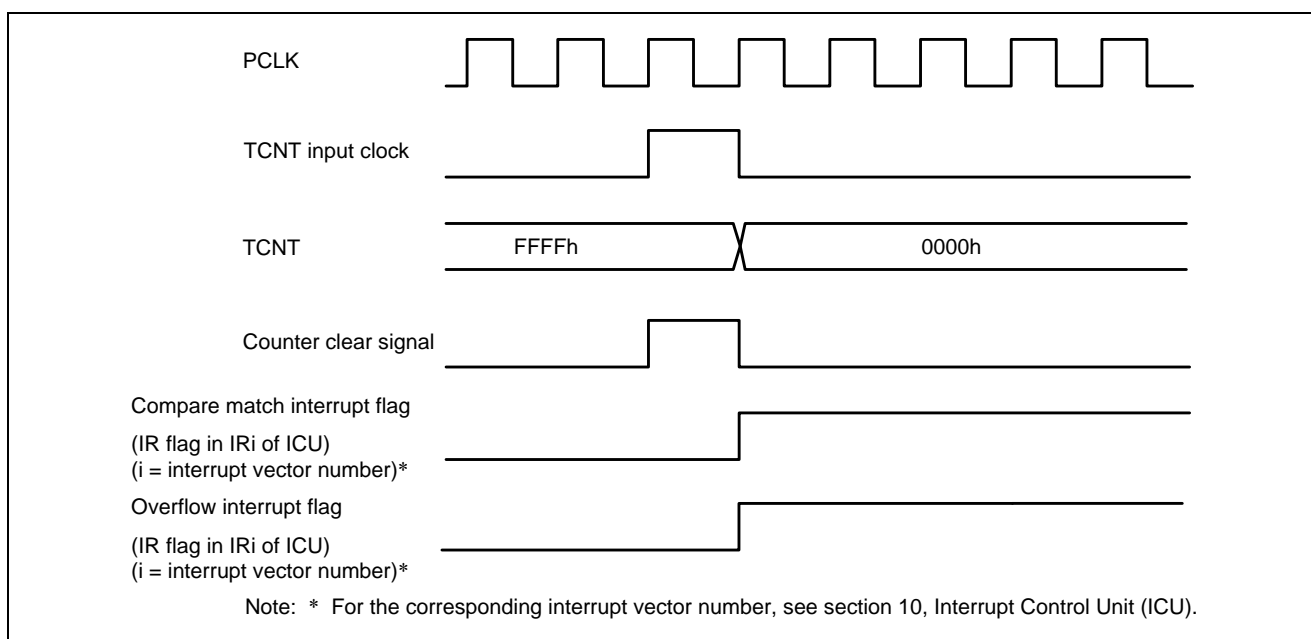 PCLK
TCNT input clock
TCNT
FFFFh
0000h
Counter clear signal
Compare match interrupt flag
(IR flag in IRi of ICU)
(i = interrupt vector number)*
Overflow interrupt flag
(IR flag in IRi of ICU)
(i = interrupt vector number)*
Note: * For the corresponding interrupt vector number, see section 10, Interrupt Control Unit (ICU).